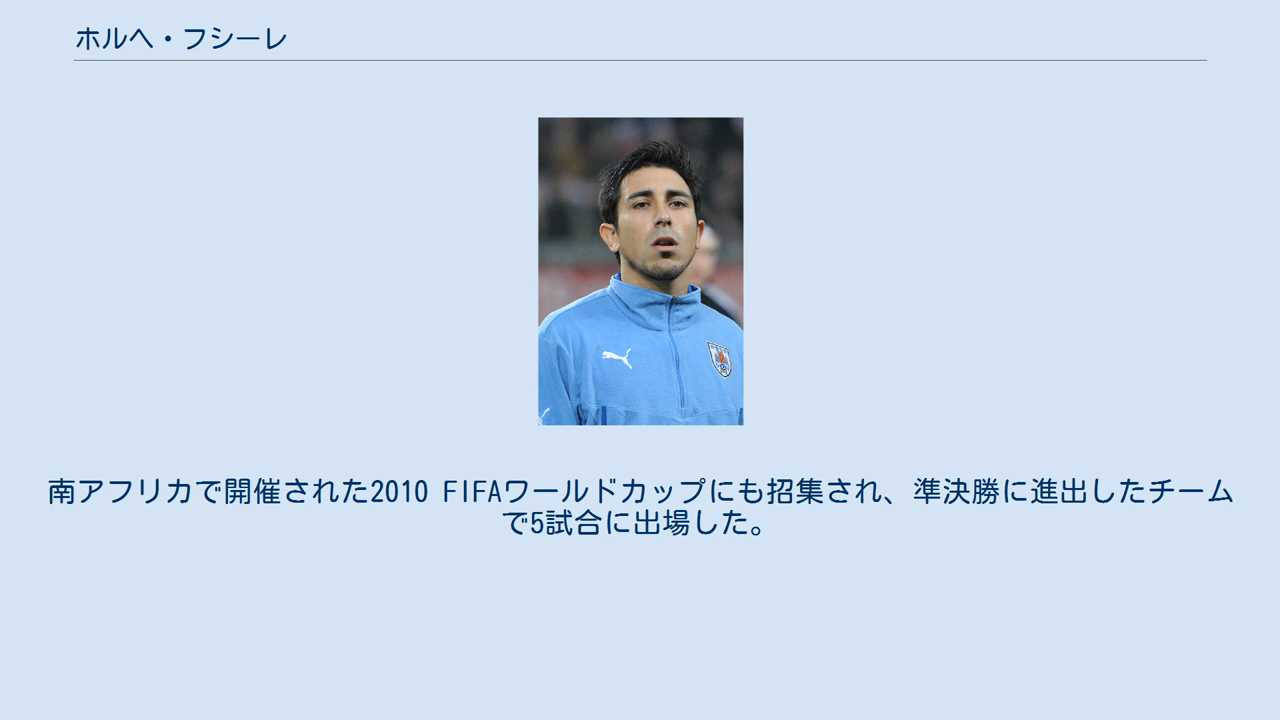 ホルヘ・フシーレ
南アフリカで開催された2010 FIFAワールドカップにも招集され、準決勝に進出したチーム
で5試合に出場した。